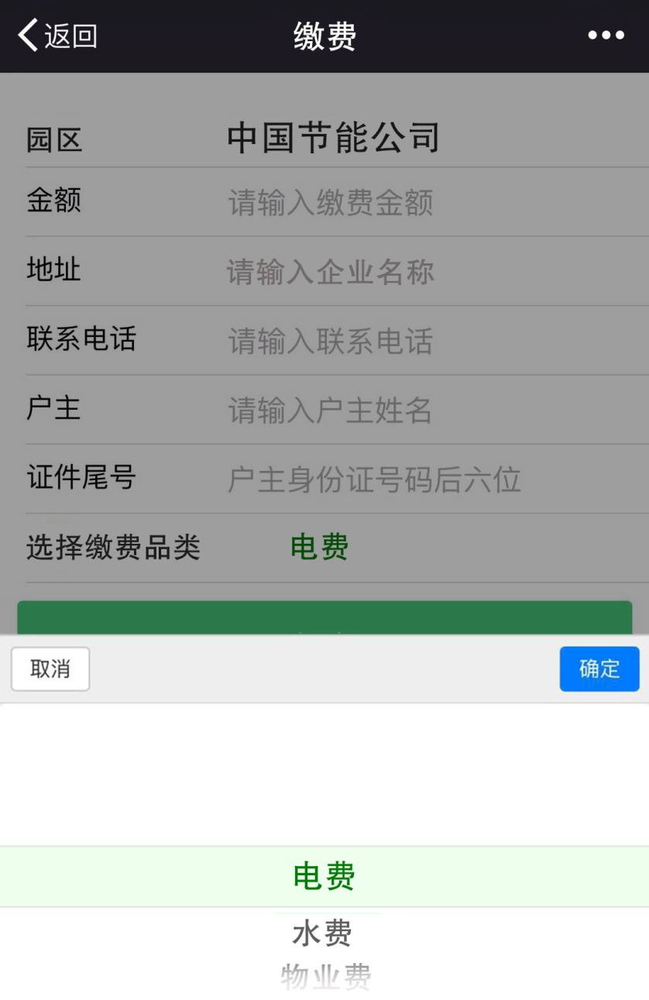 返回 缴费
园区 中国节能公司
金额 请输入缴费金额
地址 请输入企业名称
联系电话 请输入联系电话
户主 请输入户主姓名
证件尾号 户主身份证号码后六位
选择缴费品类 电费
取消 确定
电费
水费
物业费